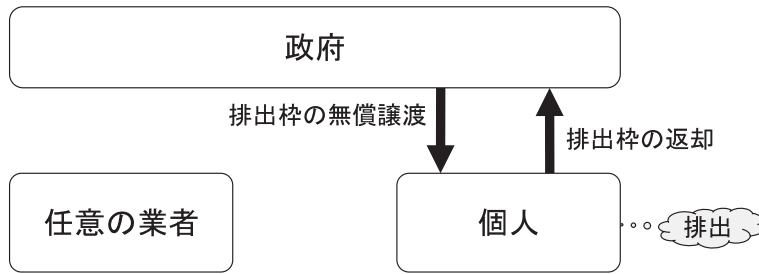 政府
排出枠の無償譲渡
排出枠の返却
任意の業者
個人
排出